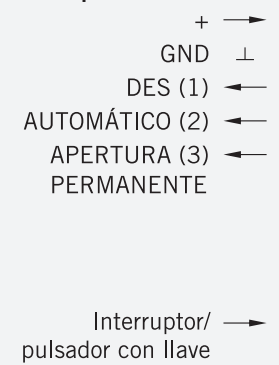 +
GND
DES (1)
AUTOMÁTICO (2)
APERTURA (3)
PERMANENTE
Interruptor/
pulsador con llave